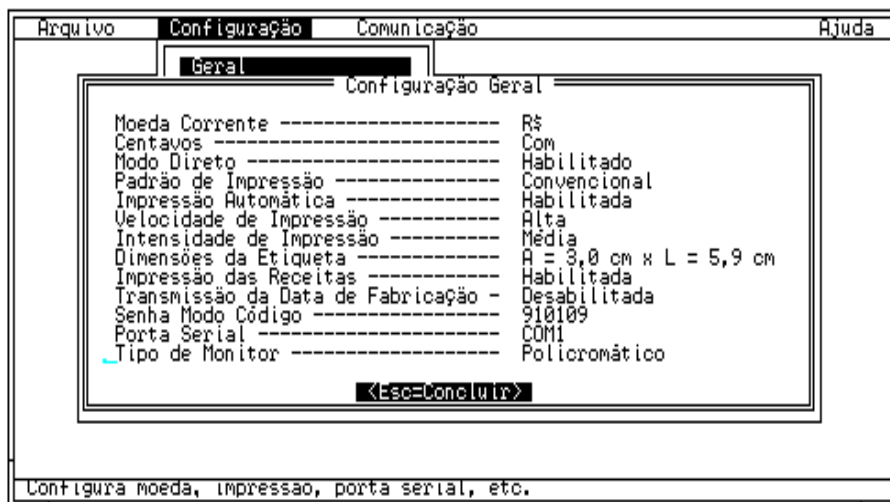 Arquivo Configuração Comunicação Ajuda
Geral
Configuração Geral
Moeda Corrente -------------------- R$
Centavos -------------------------- Com
Modo Direto ----------------------- Habilitado
Padrão de Impressão --------------- Convencional
Impressão Automática -------------- Habilitada
Velocidade de Impressão ----------- Alta
Intensidade de Impressão ---------- Média
Dimensões da Etiqueta ------------- A = 3,0 cm x L = 5,9 cm
Impressão das Receitas ------------ Habilitada
Transmissão da Data de Fabricação - Desabilitada
Senha Modo Código ----------------- 910109
Porta Serial ---------------------- COM1
Tipo de Monitor ------------------- Policromático
<Esc=Concluir>
Configura moeda, impressão, porta serial, etc.